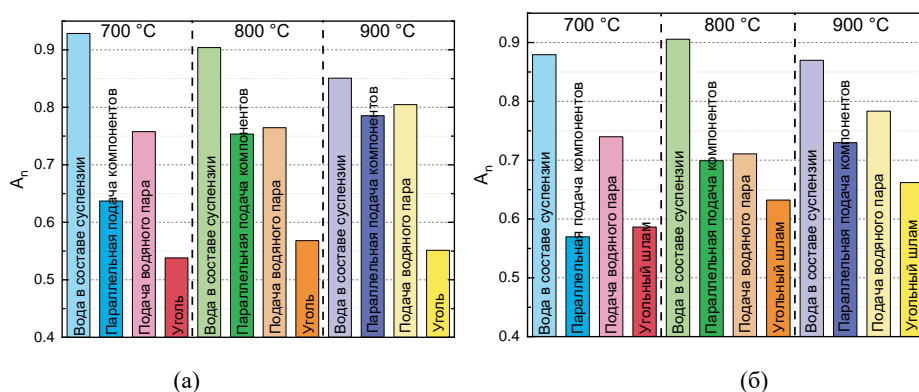 700 °C
800 °C
900 °C
0.9
0.8
0.7
0.6
0.5
0.4
Aₙ
Вода в составе суспензии
Параллельная подача компонентов
Подача водяного пара
Уголь
Вода в составе суспензии
Параллельная подача компонентов
Подача водяного пара
Уголь
Вода в составе суспензии
Параллельная подача компонентов
Подача водяного пара
Уголь
(а)
700 °C
800 °C
900 °C
0.9
0.8
0.7
0.6
0.5
0.4
Aₙ
Вода в составе суспензии
Параллельная подача компонентов
Подача водяного пара
Угольный шлам
Вода в составе суспензии
Параллельная подача компонентов
Подача водяного пара
Угольный шлам
Вода в составе суспензии
Параллельная подача компонентов
Подача водяного пара
Угольный шлам
(б)